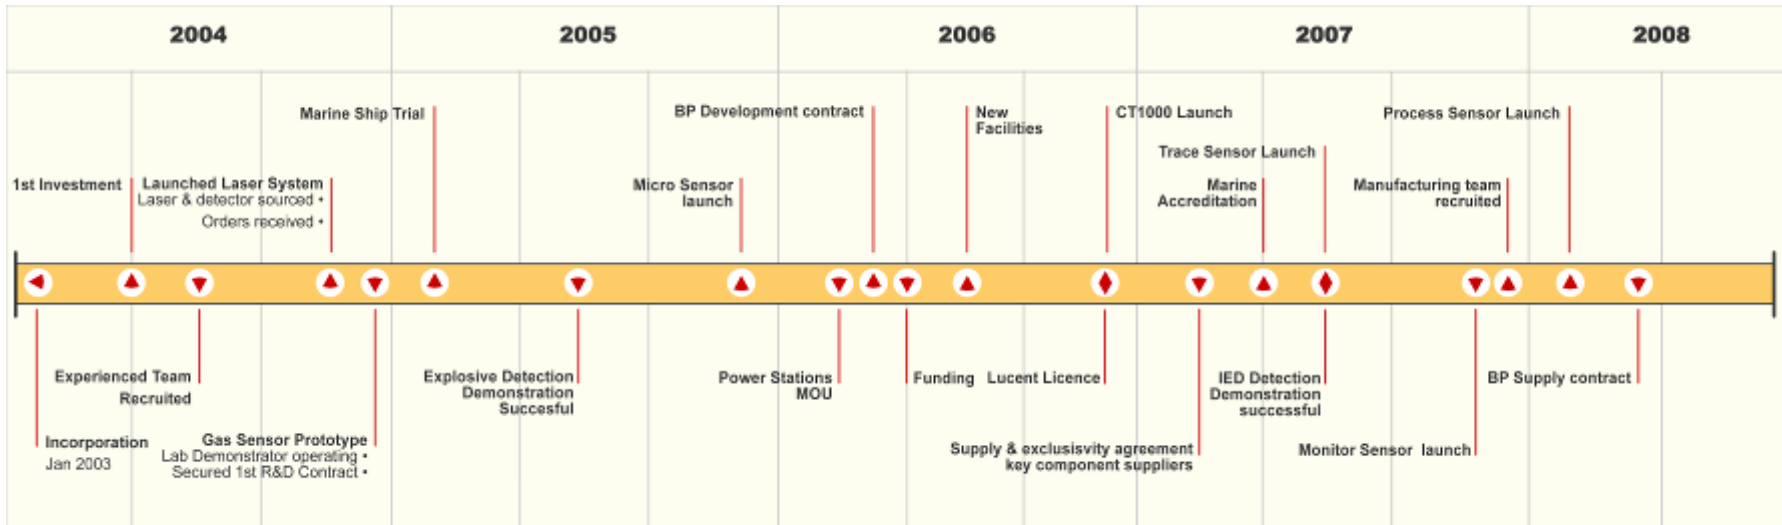 2004
2005
2006
2007
2008
Marine Ship Trial
BP Development contract
New
Facilities
CT1000 Launch
Process Sensor Launch
Trace Sensor Launch
1st Investment
Launched Laser System
Laser & detector sourced •
Orders received •
Micro Sensor
launch
Marine
Accreditation
Manufacturing team
recruited
Experienced Team
Recruited
Explosive Detection
Demonstration
Succesful
Power Stations
MOU
Funding
Lucent Licence
IED Detection
Demonstration
successful
BP Supply contract
Incorporation
Jan 2003
Gas Sensor Prototype
Lab Demonstrator operating •
Secured 1st R&D Contract •
Supply & exclusisvity agreement
key component suppliers
Monitor Sensor launch